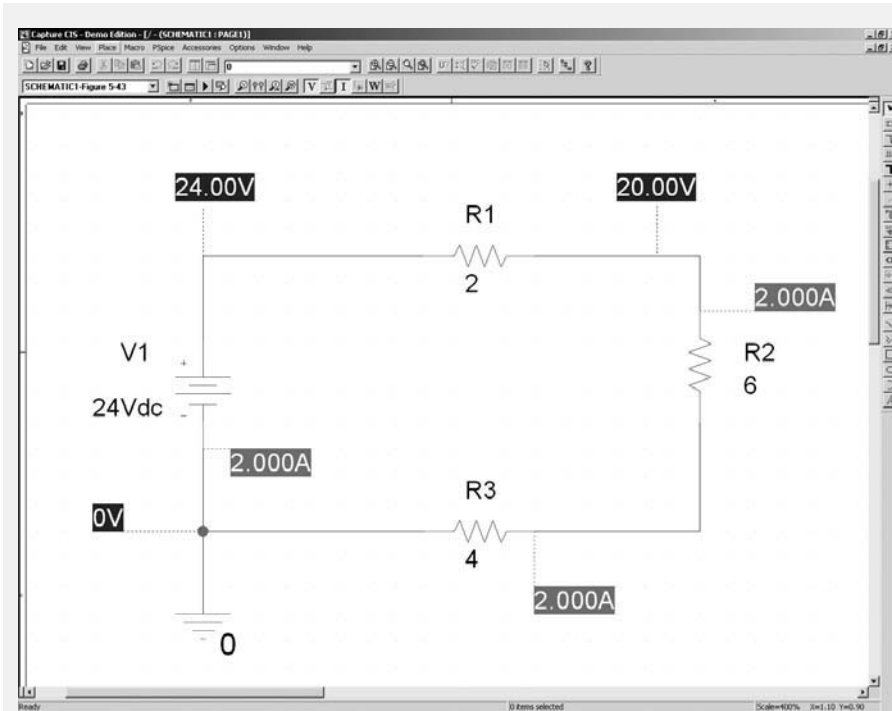 Capture CIS - Demo Edition - [/ - (SCHEMATIC1 : PAGE1)]
File Edit View Place Macro PSpice Accessories Options Window Help
0
SCHEMATIC1-Figure 5-43
V I W
24.00V
20.00V
R1
2
2.000A
V1
+
R2
6
24Vdc
-
2.000A
R3
0V
4
2.000A
0
Ready
0 items selected
Scale=400% X=1.10 Y=0.90